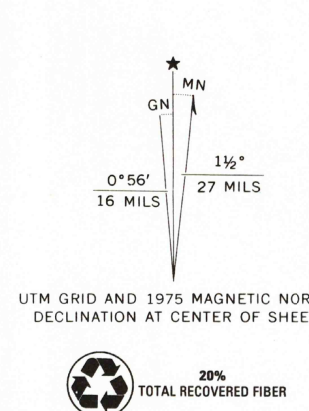 ★
MN
GN
0°56′
16 MILS
1½°
27 MILS
UTM GRID AND 1975 MAGNETIC NOR
DECLINATION AT CENTER OF SHEE
20%
TOTAL RECOVERED FIBER